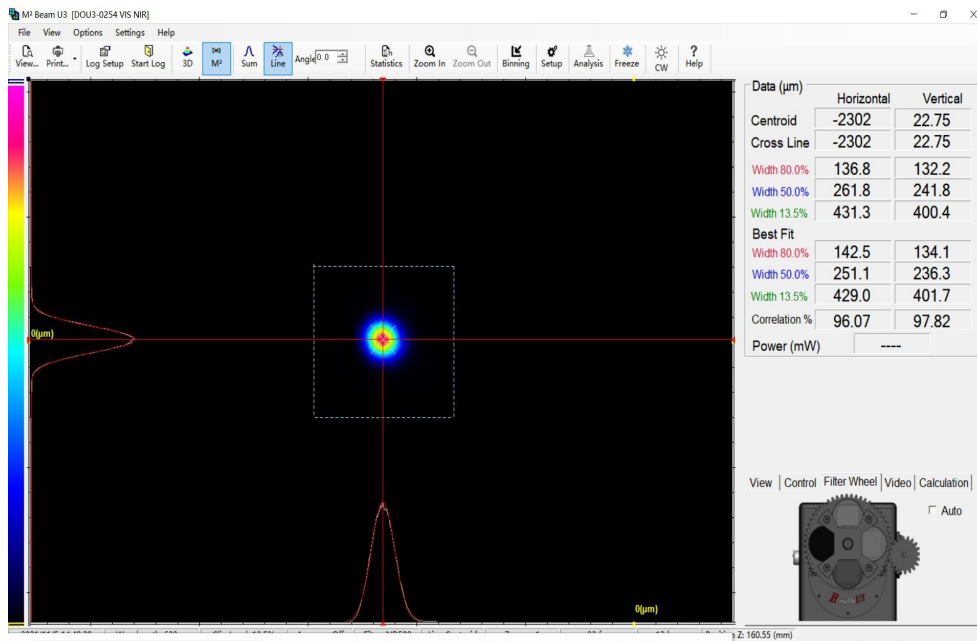 M² Beam U3 [DOU3-0254 VIS NIR]
File View Options Settings Help
View... Print... Log Setup Start Log 3D M² Sum Line Angle 0.0 Statistics Zoom In Zoom Out Binning Setup Analysis Freeze CW Help
Data (µm)
Horizontal Vertical
Centroid -2302 22.75
Cross Line -2302 22.75
Width 80.0% 136.8 132.2
Width 50.0% 261.8 241.8
Width 13.5% 431.3 400.4
Best Fit
Width 80.0% 142.5 134.1
Width 50.0% 251.1 236.3
Width 13.5% 429.0 401.7
Correlation % 96.07 97.82
Power (mW) ----
0(µm)
View Control Filter Wheel Video Calculation
Auto
0(µm)
Z: 160.55 (mm)